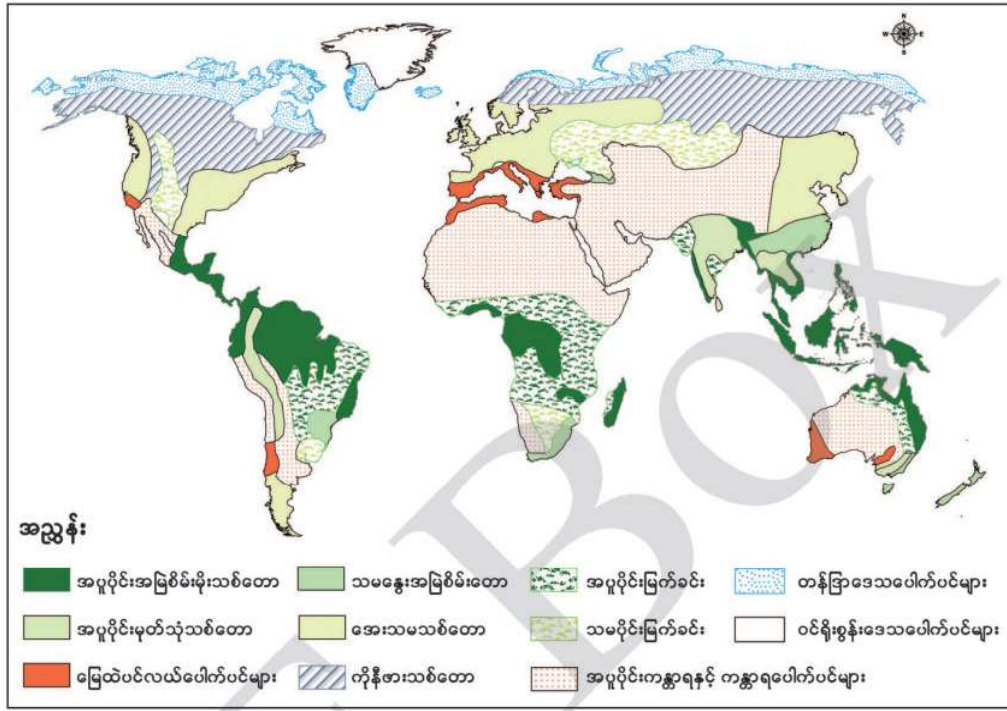 N
W E
S
Arctic Circle
အညွှန်း
အပူပိုင်းအမြဲစိမ်းမိုးသစ်တော သမနွေးအမြဲစိမ်းတော အပူပိုင်းမြက်ခင်း တန်ဒြာဒေသပေါက်ပင်များ
အပူပိုင်းမုတ်သုံသစ်တော အေးသမသစ်တော သမပိုင်းမြက်ခင်း ဝင်ရိုးစွန်းဒေသပေါက်ပင်များ
မြေထဲပင်လယ်ပေါက်ပင်များ ကိုနီဖားသစ်တော အပူပိုင်းကန္တာရနှင့် ကန္တာရပေါက်ပင်များ
Box